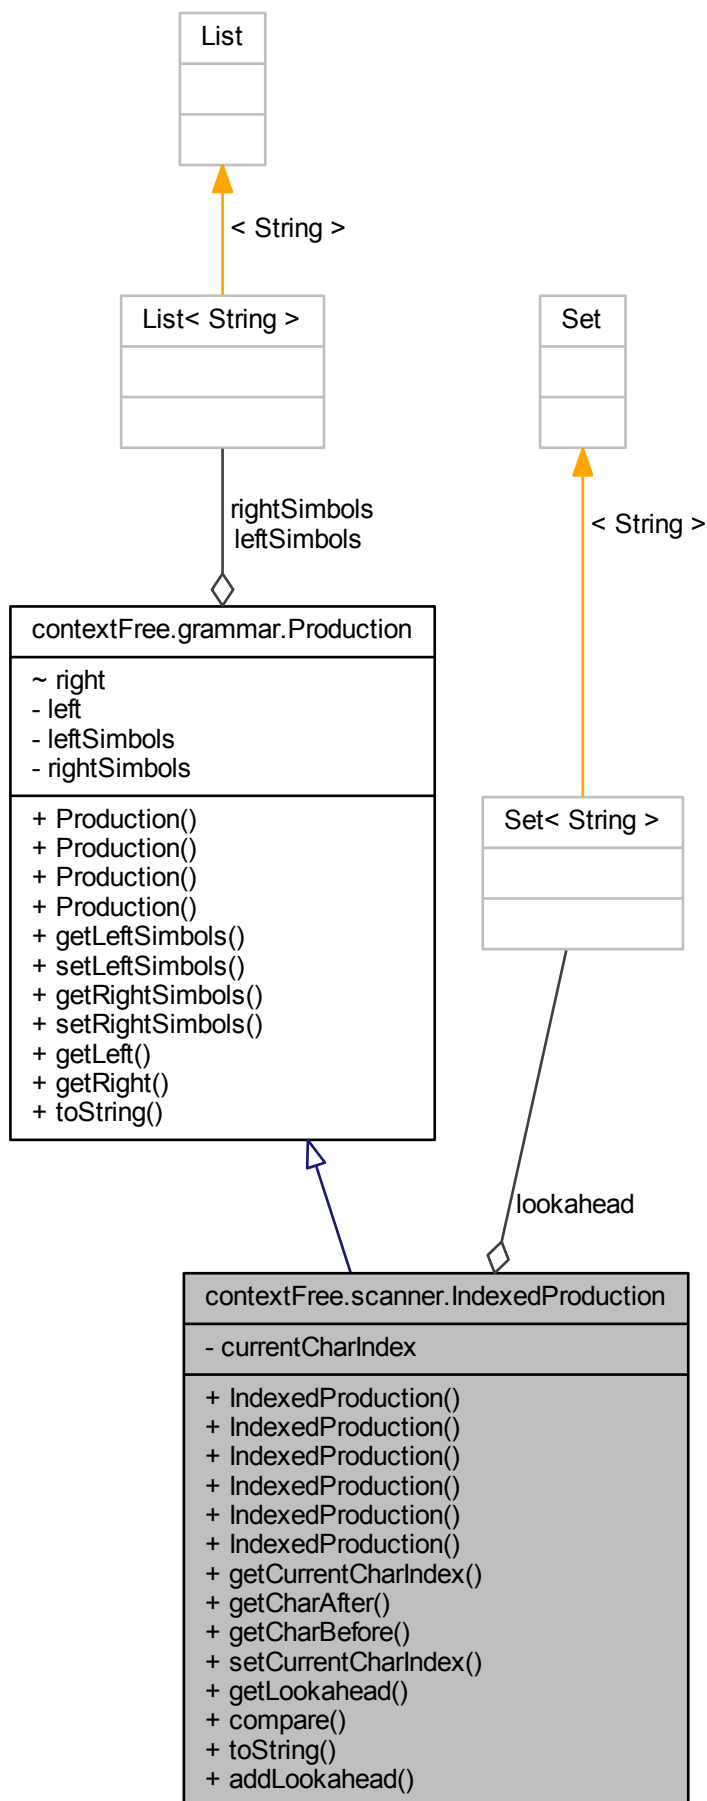 List
< String >
List< String >
Set
rightSimbols
leftSimbols
< String >
contextFree.grammar.Production
~ right
- left
- leftSimbols
- rightSimbols
+ Production()
+ Production()
+ Production()
+ Production()
+ getLeftSimbols()
+ setLeftSimbols()
+ getRightSimbols()
+ setRightSimbols()
+ getLeft()
+ getRight()
+ toString()
Set< String >
lookahead
contextFree.scanner.IndexedProduction
- currentCharIndex
+ IndexedProduction()
+ IndexedProduction()
+ IndexedProduction()
+ IndexedProduction()
+ IndexedProduction()
+ IndexedProduction()
+ getCurrentCharIndex()
+ getCharAfter()
+ getCharBefore()
+ setCurrentCharIndex()
+ getLookahead()
+ compare()
+ toString()
+ addLookahead()